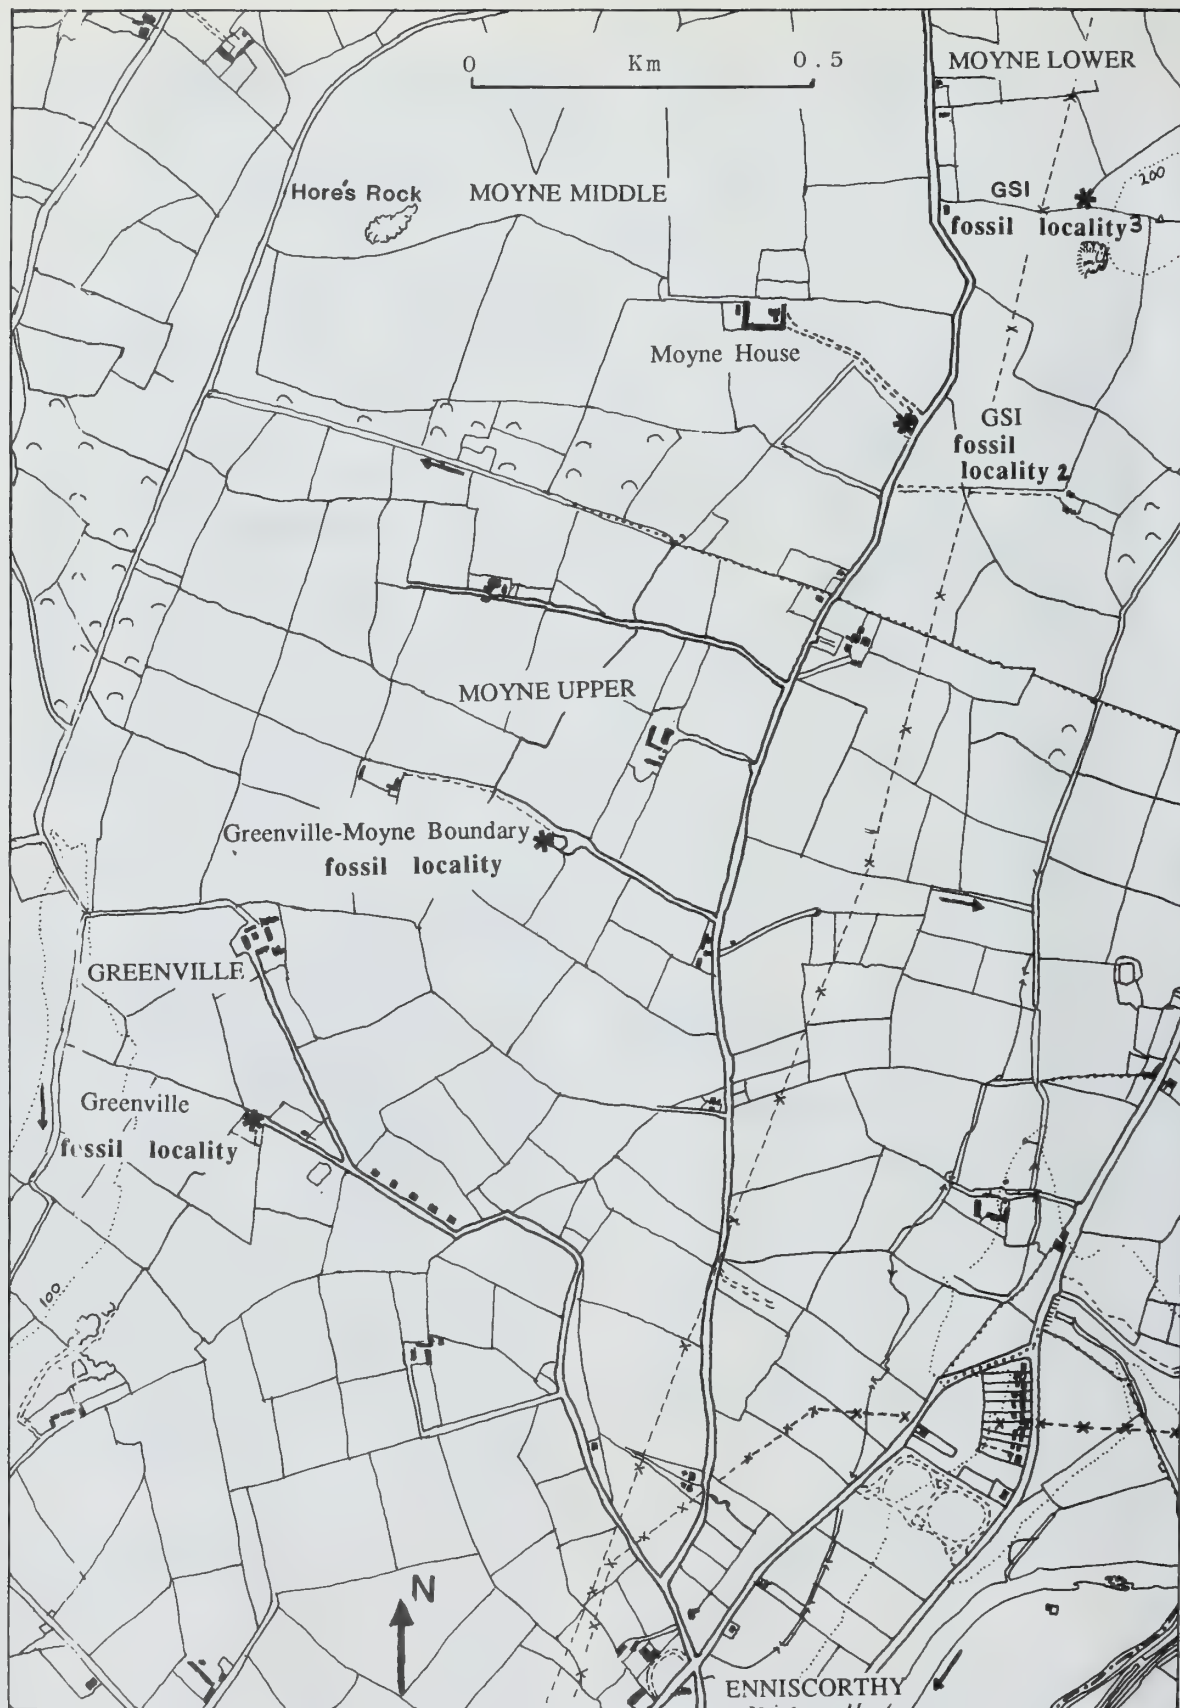 0 Km 0.5
MOYNE LOWER
200
Hore's Rock
MOYNE MIDDLE
GSI
fossil locality 3
Moyne House
GSI
fossil
locality 2
MOYNE UPPER
Greenville-Moyne Boundary
fossil locality
GREENVILLE
Greenville
fossil locality
100
N
ENNISCORTHY